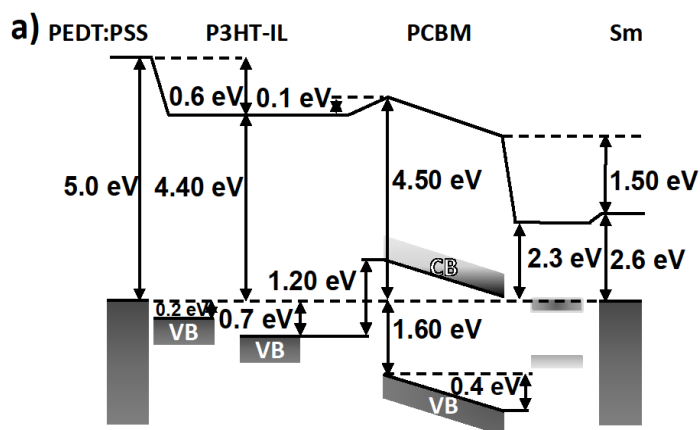 a) PEDT:PSS P3HT-IL PCBM Sm
0.6 eV 0.1 eV
5.0 eV 4.40 eV 4.50 eV 1.50 eV
CB 2.3 eV 2.6 eV
1.20 eV
0.2 eV 0.7 eV 1.60 eV
VB VB
0.4 eV
VB